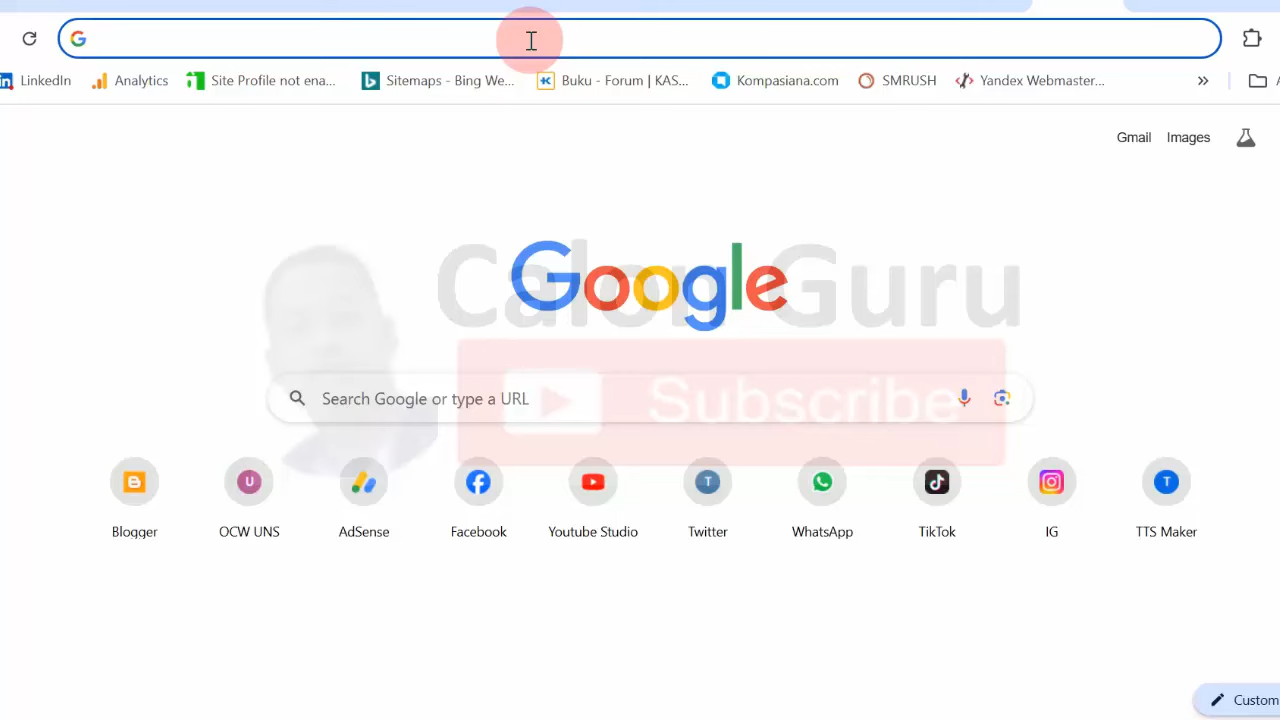 LinkedIn Analytics Site Profile not ena... Sitemaps - Bing We... Buku - Forum | KAS... Kompasiana.com SMRUSH Yandex Webmaster... »
Gmail Images
Calon Guru
Google
Subscribe
Search Google or type a URL
Blogger OCW UNS AdSense Facebook Youtube Studio Twitter WhatsApp TikTok IG TTS Maker
Custom